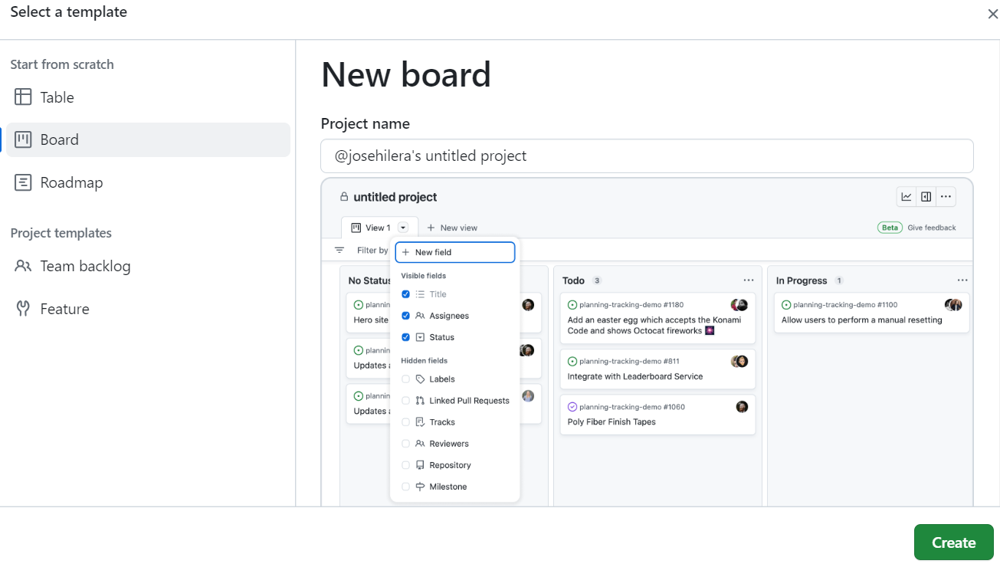 Select a template
Start from scratch
Table
Board
Roadmap
Project templates
Team backlog
Feature
New board
Project name
@josehilera's untitled project
untitled project
View 1
New view
Beta Give feedback
Filter by
New field
Visible fields
Title
Assignees
Status
Hidden fields
Labels
Linked Pull Requests
Tracks
Reviewers
Repository
Milestone
No Status
Hero site
Updates
Updates
Todo 3
planning-tracking-demo #1180
Add an easter egg which accepts the Konami
Code and shows Octocat fireworks
planning-tracking-demo #811
Integrate with Leaderboard Service
planning-tracking-demo #1060
Poly Fiber Finish Tapes
In Progress 1
planning-tracking-demo #1100
Allow users to perform a manual resetting
Create